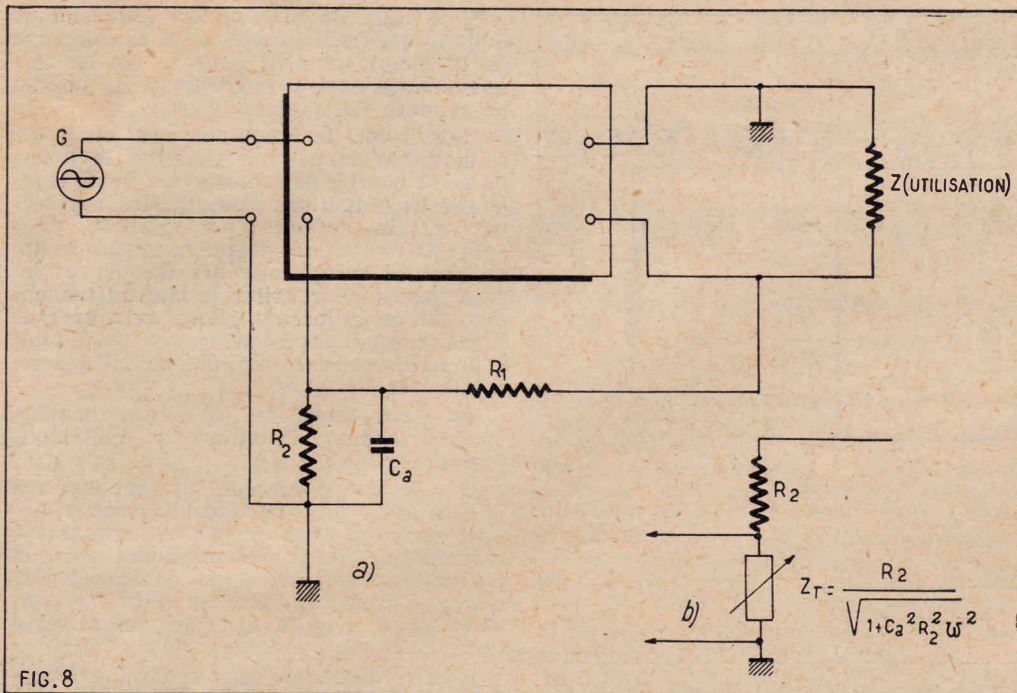 G
Z(UTILISATION)
R1
R2
Ca
a)
R2
b)
ZT = R2 / √1+Ca²R2²ω²
FIG.8